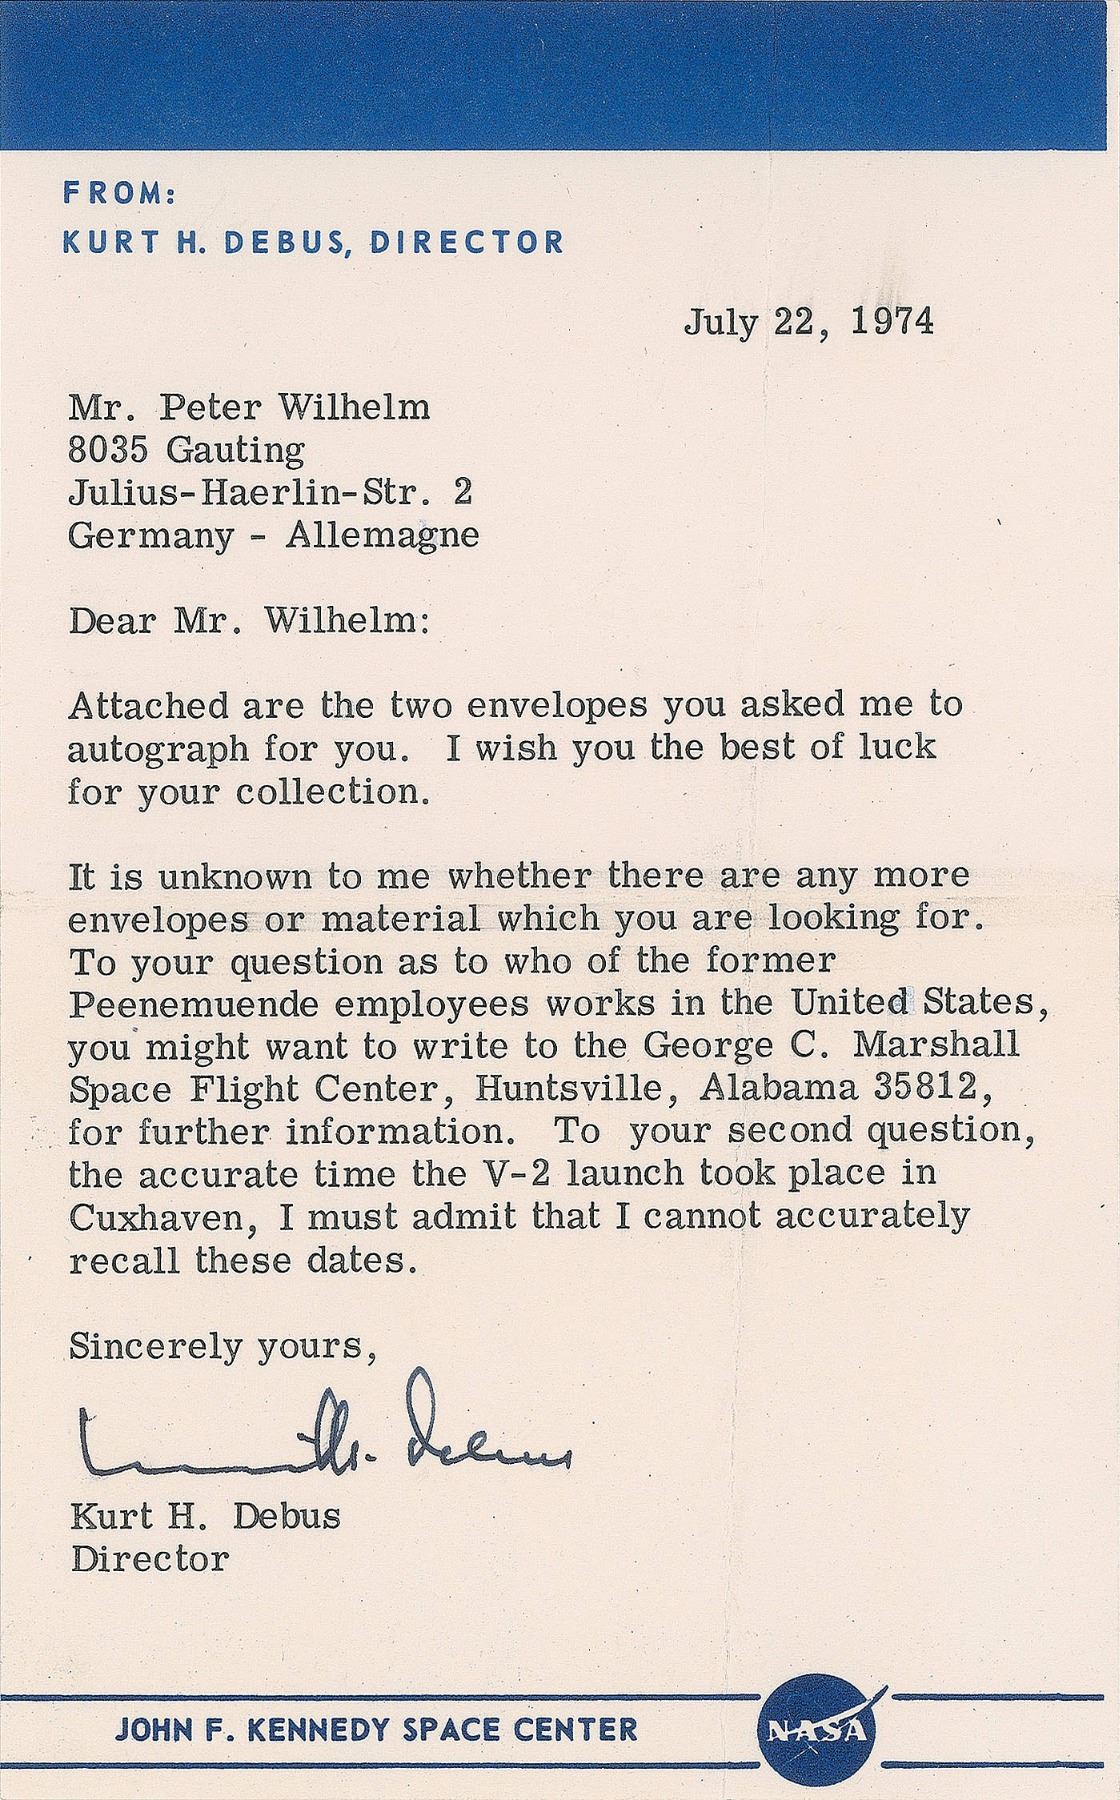 FROM:
KURT H. DEBUS, DIRECTOR
July 22, 1974
Mr. Peter Wilhelm
8035 Gauting
Julius-Haerlin-Str. 2
Germany - Allemagne
Dear Mr. Wilhelm:
Attached are the two envelopes you asked me to
autograph for you.  I wish you the best of luck
for your collection.
It is unknown to me whether there are any more
envelopes or material which you are looking for.
To your question as to who of the former
Peenemuende employees works in the United States,
you might want to write to the George C. Marshall
Space Flight Center, Huntsville, Alabama 35812,
for further information.  To  your second question,
the accurate time the V-2 launch took place in
Cuxhaven, I must admit that I cannot accurately
recall these dates.
Sincerely yours,
Kurt H. Debus
Kurt H. Debus
Director
JOHN F. KENNEDY SPACE CENTER
NASA